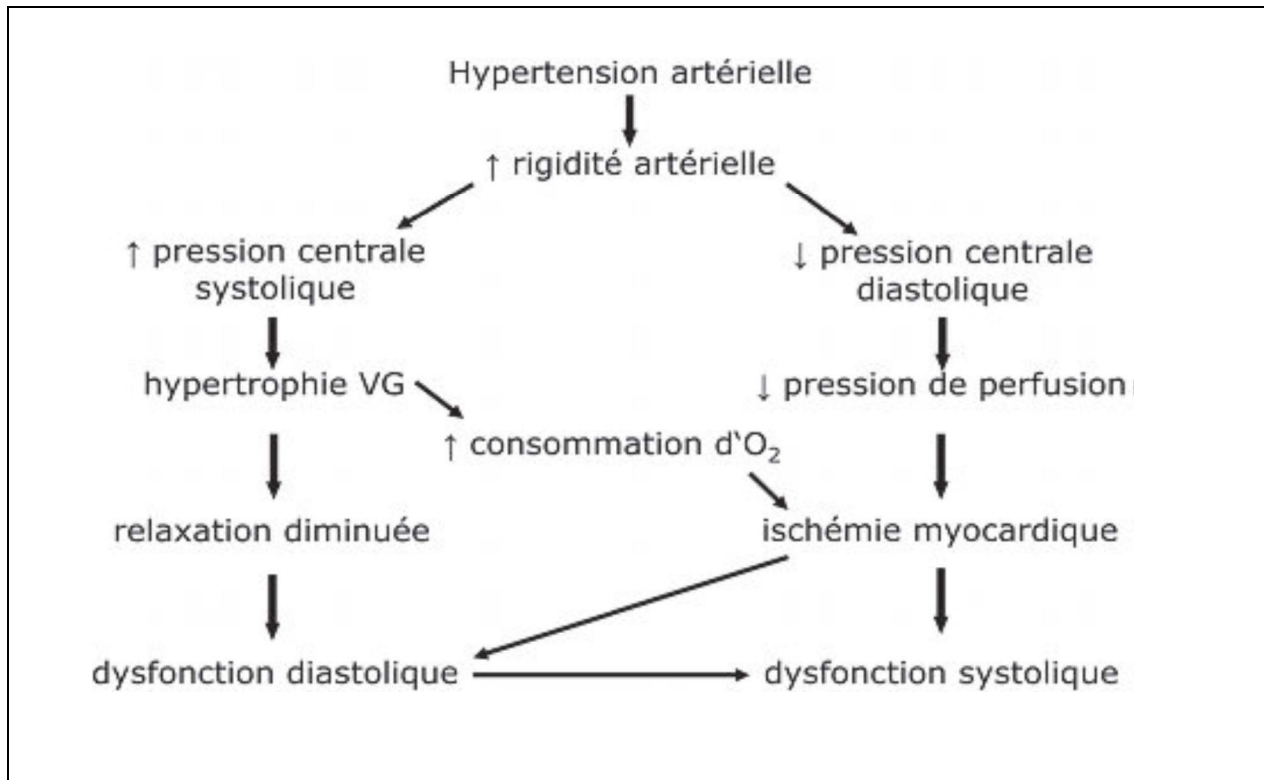 Hypertension artérielle
↑ rigidité artérielle
↑ pression centrale
systolique
↓ pression centrale
diastolique
hypertrophie VG
↓ pression de perfusion
↑ consommation d‘O₂
relaxation diminuée
ischémie myocardique
dysfonction diastolique
dysfonction systolique